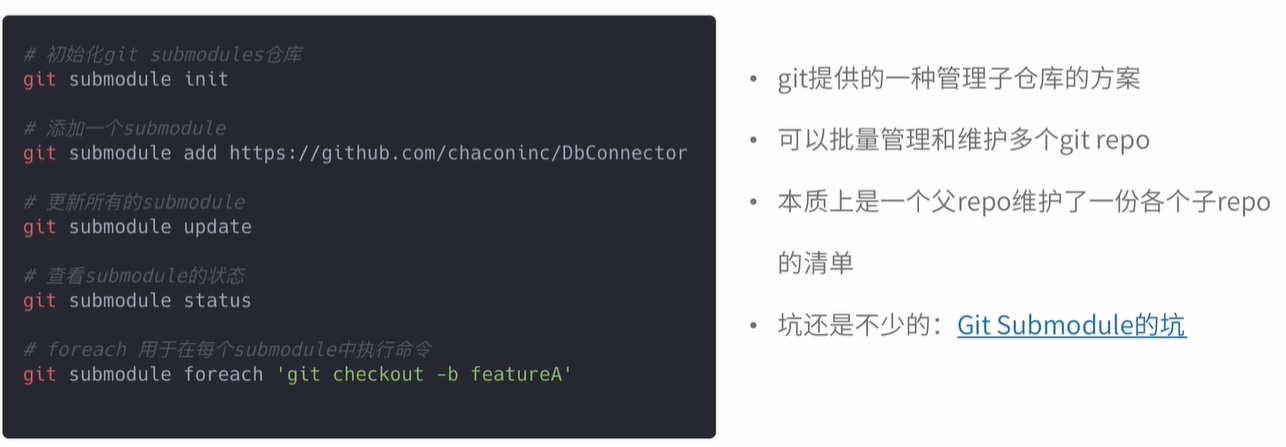 # 初始化git submodules仓库
git submodule init
# 添加一个submodule
git submodule add https://github.com/chaconinc/DbConnector
# 更新所有的submodule
git submodule update
# 查看submodule的状态
git submodule status
# foreach 用于在每个submodule中执行命令
git submodule foreach 'git checkout -b featureA'
• git提供的一种管理子仓库的方案
• 可以批量管理和维护多个git repo
• 本质上是一个父repo维护了一份各个子repo
的清单
• 坑还是不少的：Git Submodule的坑